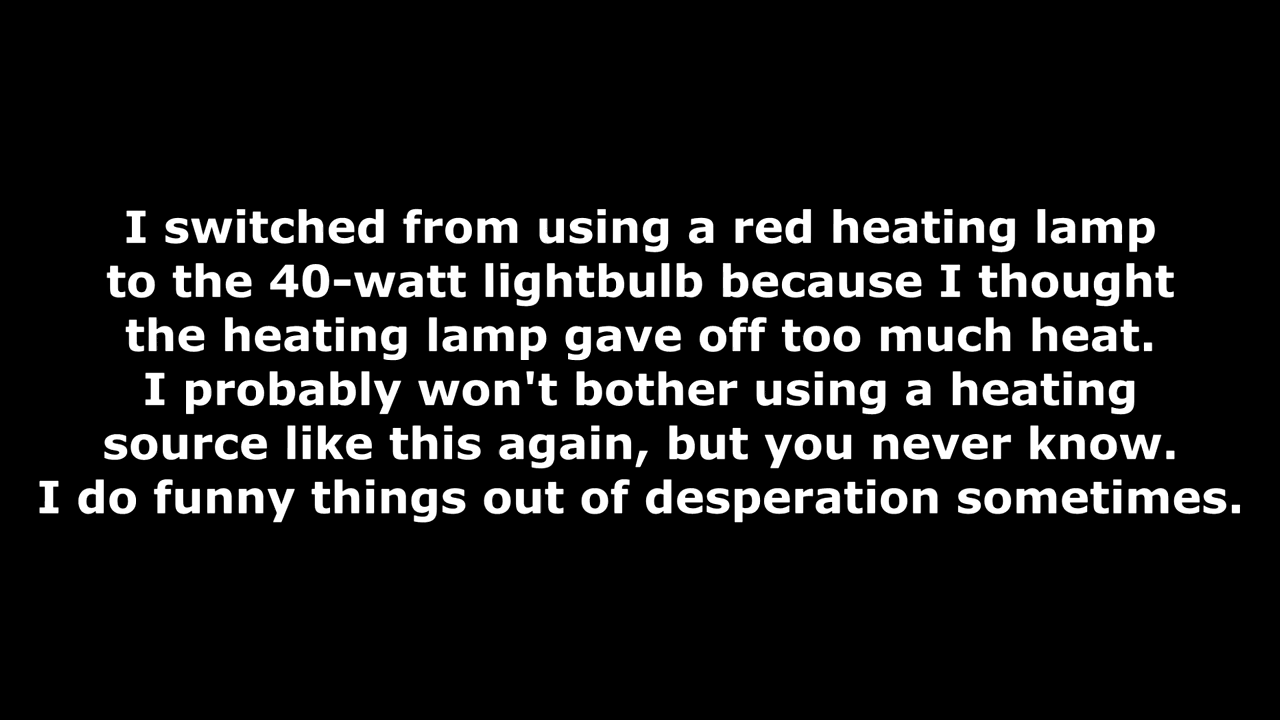 I switched from using a red heating lamp
to the 40-watt lightbulb because I thought
the heating lamp gave off too much heat.
I probably won't bother using a heating
source like this again, but you never know.
I do funny things out of desperation sometimes.